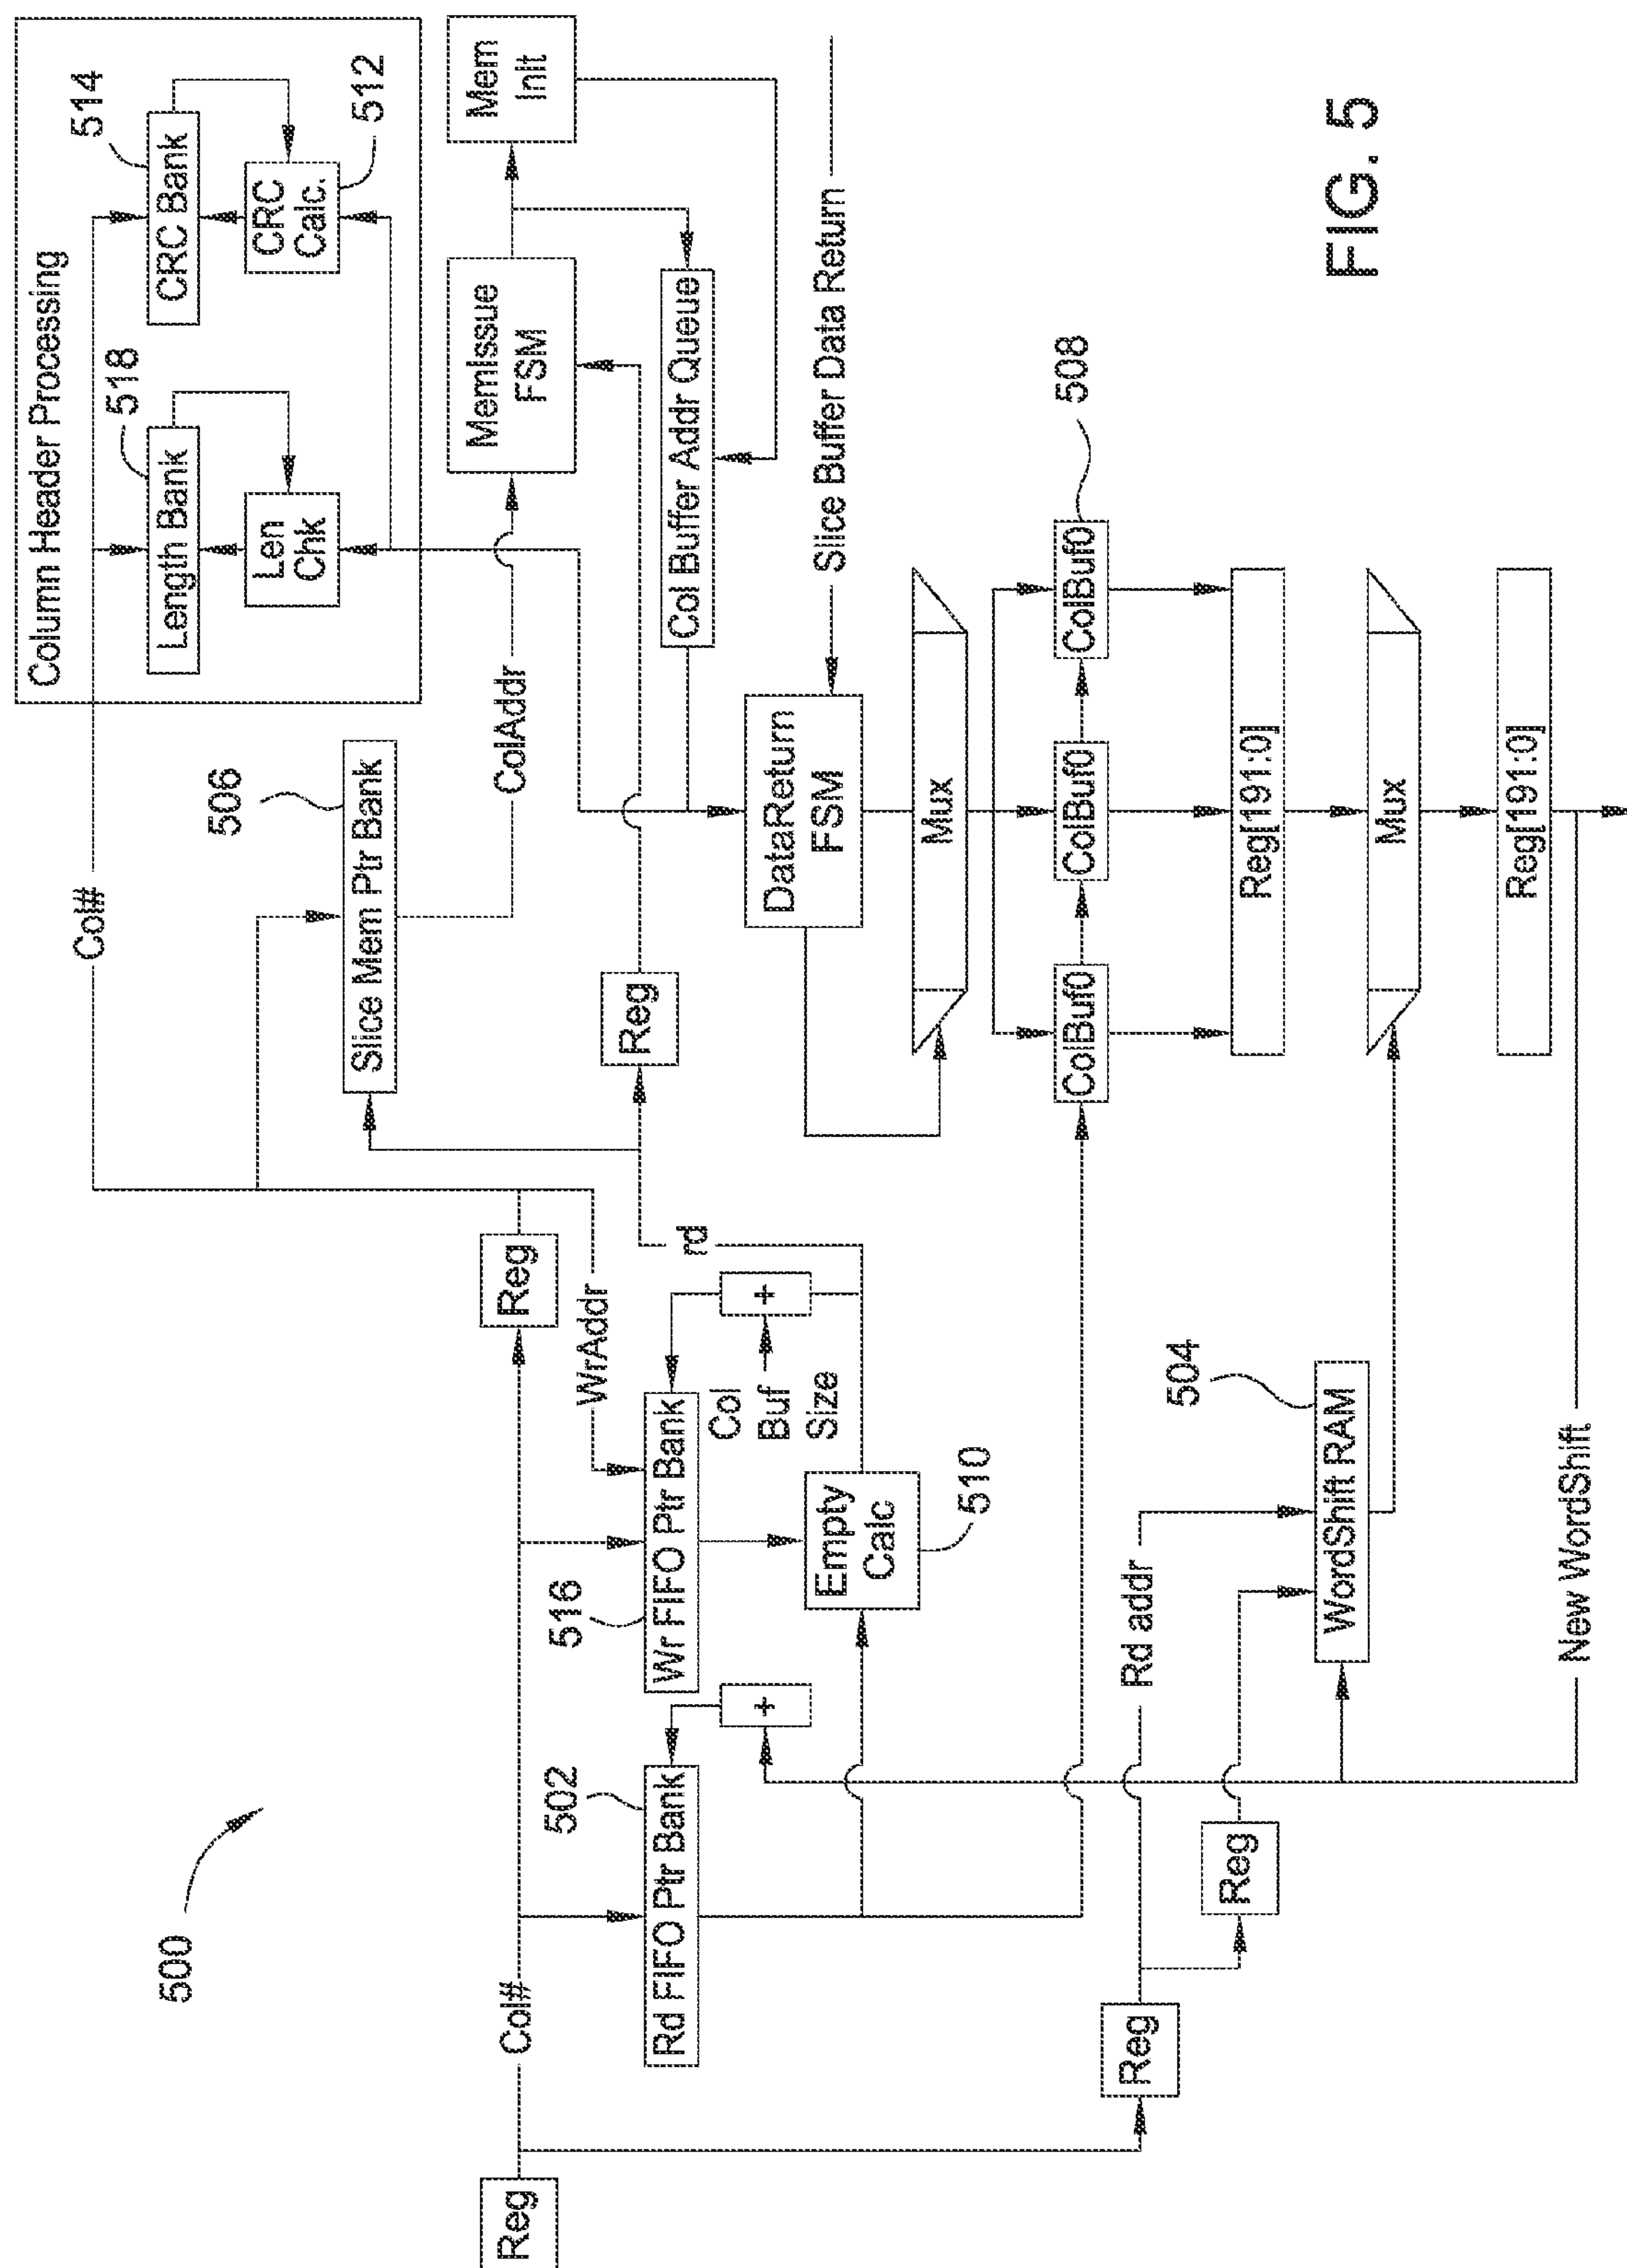 500
Column Header Processing
514
518
CRC Bank
Length Bank
512
CRC
Calc.
Len
Chk
Col#
506
Slice Mem Ptr Bank
ColAddr
MemIssue
FSM
Mem
Init
Reg
Col#
Reg
WrAddr
502
516
Rd FIFO Ptr Bank
Wr FIFO Ptr Bank
+
+
Col
Buf
Size
rd
Reg
Col Buffer Addr Queue
Empty
Calc
510
DataReturn
FSM
Slice Buffer Data Return
Mux
ColBuf0
ColBuf0
ColBuf0
508
Reg
Rd addr
Reg
504
WordShift RAM
Reg[191:0]
Mux
Reg[191:0]
New WordShift
FIG. 5